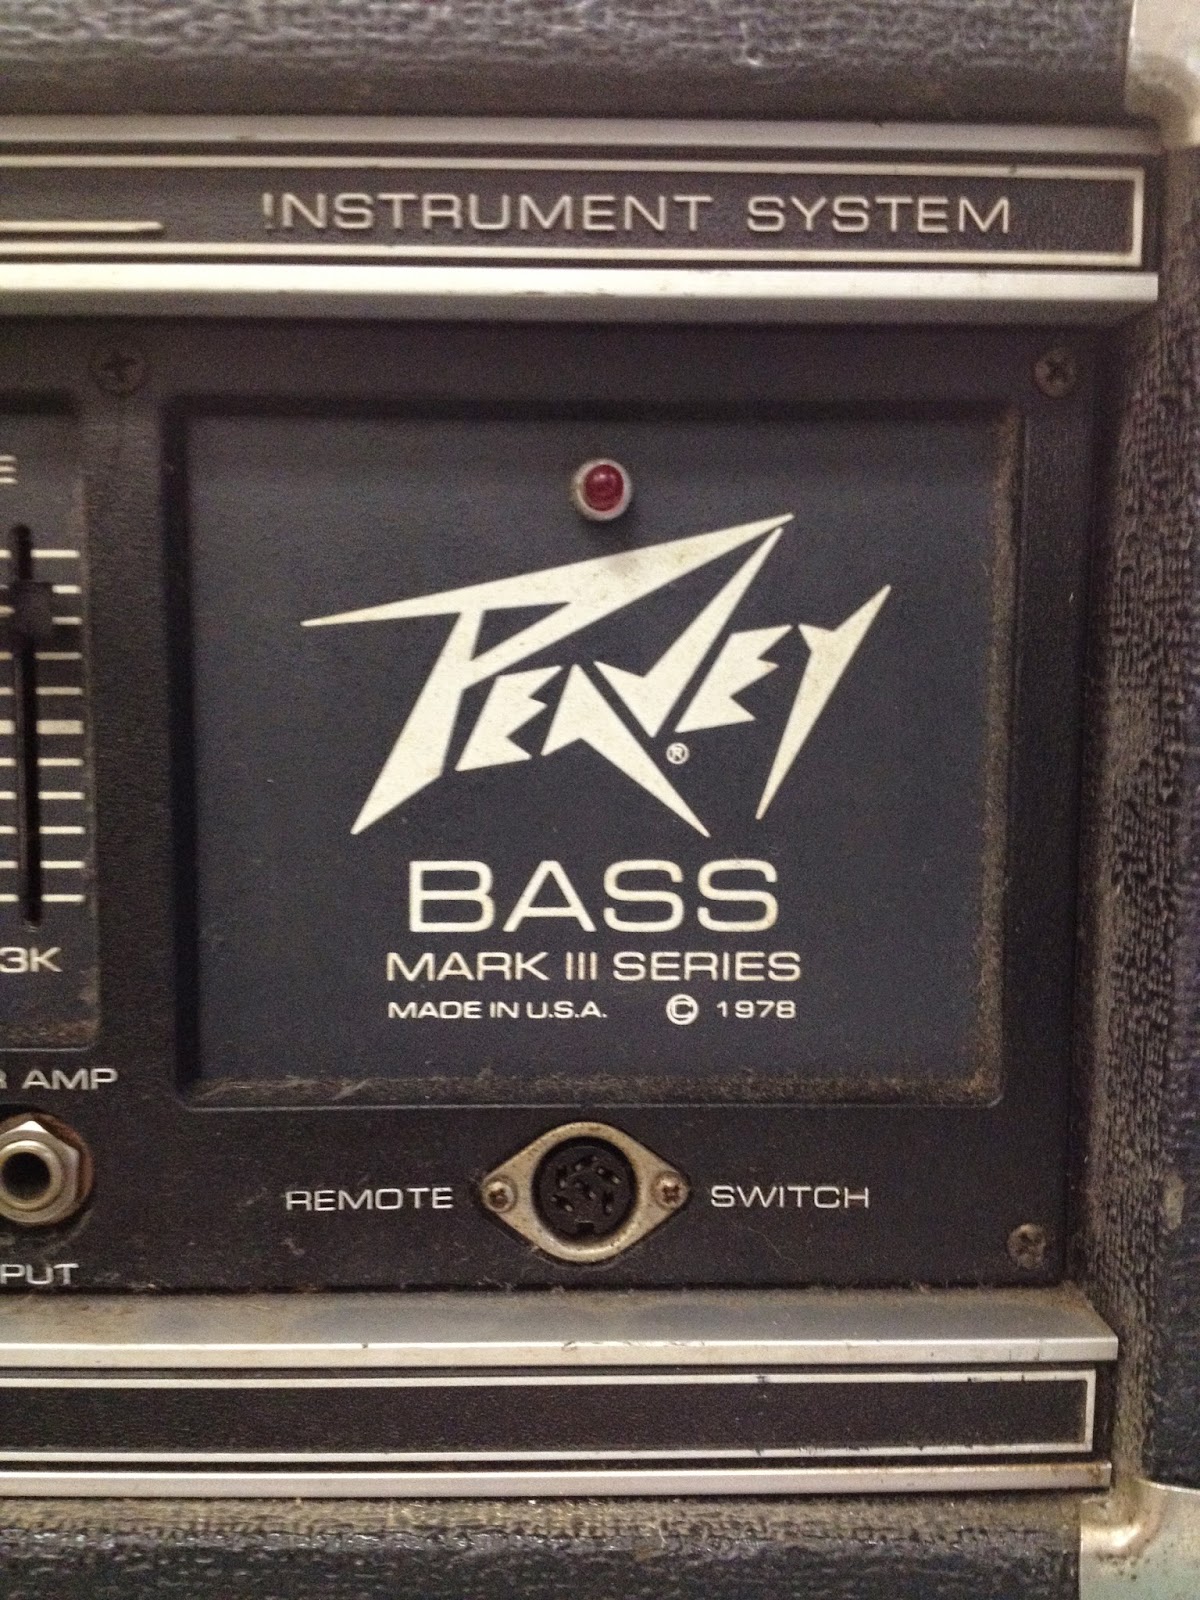 INSTRUMENT SYSTEM
E
PEAVEY®
BASS
MARK III SERIES
3K
MADE IN U.S.A. © 1978
R AMP
REMOTE SWITCH
PUT